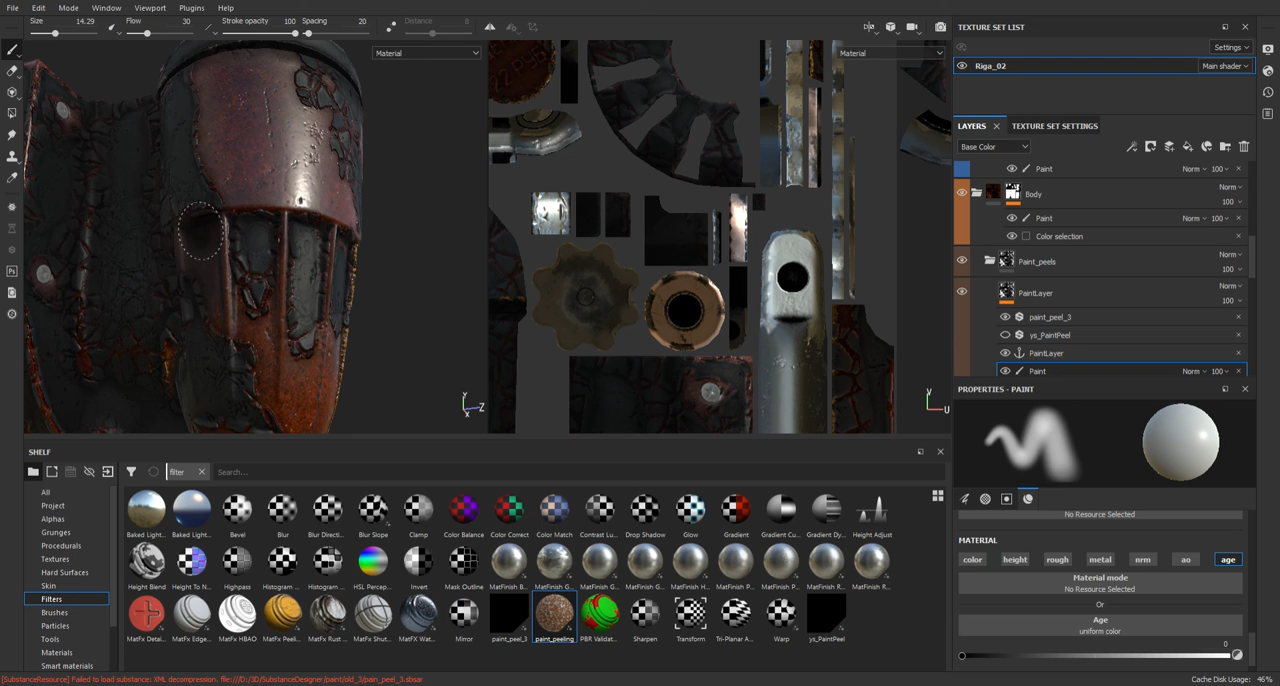 File Edit Mode Window Viewport Plugins Help
Size 14.29 Flow 30 Stroke opacity 100 Spacing 20 Distance 8
Material
Material
Y Z X
V U
TEXTURE SET LIST
Settings
Riga_02 Main shader
LAYERS TEXTURE SET SETTINGS
Base Color
Paint Norm 100
Body Norm
100
Paint Norm 100
Color selection
Paint_peels Norm
100
PaintLayer Norm
100
paint_peel_3
ys_PaintPeel
PaintLayer
Paint Norm 100
PROPERTIES - PAINT
No Resource Selected
MATERIAL
color height rough metal nrm ao age
Material mode
No Resource Selected
Or
Age
uniform color
0
SHELF
filter Search...
All
Project
Alphas
Grunges
Procedurals
Textures
Hard Surfaces
Skin
Filters
Brushes
Particles
Tools
Materials
Smart materials
Baked Light... Baked Light... Bevel Blur Blur Directi... Blur Slope Clamp Color Balance Color Correct Color Match Contrast Lu... Drop Shadow Glow Gradient Gradient Cu... Gradient Dy... Height Adjust
Height Blend Height To N... Highpass Histogram ... Histogram ... HSL Percep... Invert Mask Outline MatFinish B... MatFinish G... MatFinish G... MatFinish H... MatFinish P... MatFinish P... MatFinish R... MatFinish R... MatFinish R...
MatFx Detai... MatFx Edge... MatFx HBAO MatFx Peeli... MatFx Rust ... MatFx Shut... MatFX Wat... Mirror paint_peel_3 paint_peeling PBR Validat... Sharpen Transform Tri-Planar A... Warp ys_PaintPeel
[SubstanceResource] Failed to load substance: XML decompression. file:///D:/3D/SubstanceDesigner/paint/old_3/pain_peel_3.sbsar
Cache Disk Usage: 46%